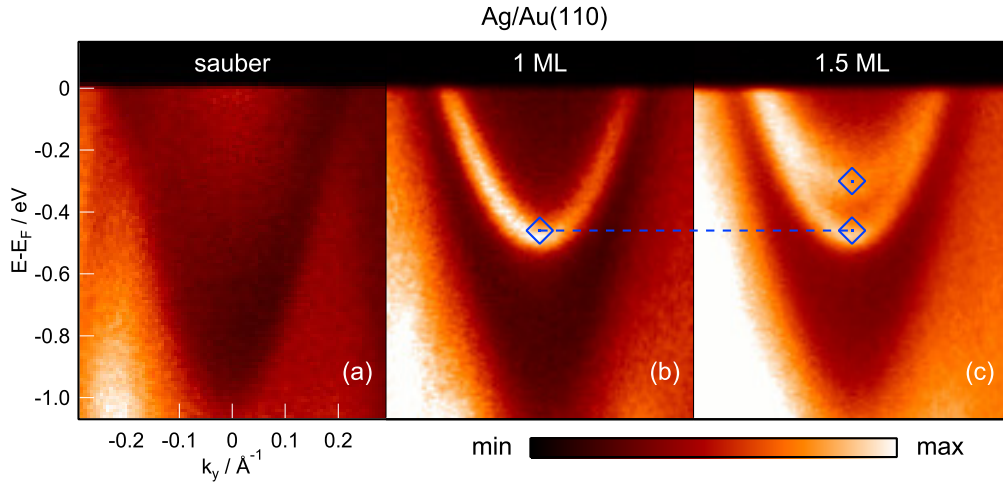 Ag/Au(110)
sauber 1 ML 1.5 ML
0
-0.2
-0.4
-0.6
-0.8
-1.0
E-E_F / eV
(a) (b) (c)
-0.2 -0.1 0 0.1 0.2
k_y / Å⁻¹
min max